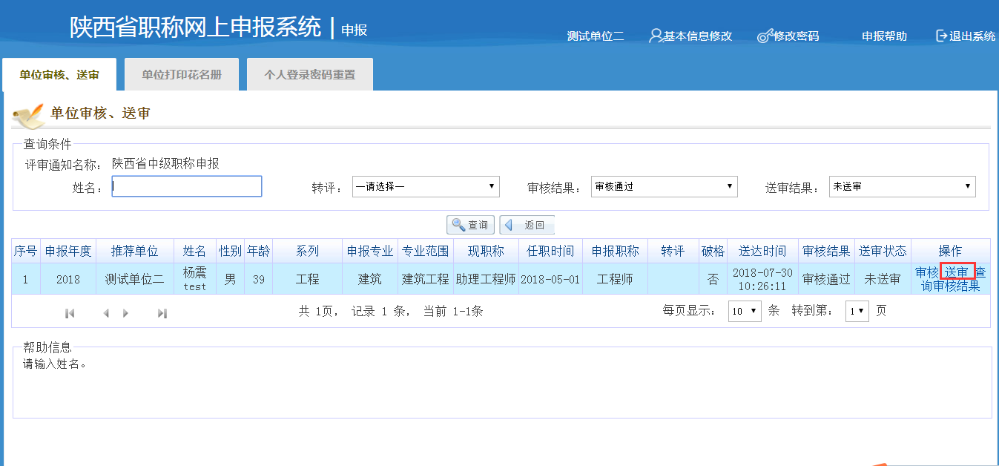 陕西省职称网上申报系统 | 申报
测试单位二 基本信息修改 修改密码 申报帮助 退出系统
单位审核、送审 单位打印花名册 个人登录密码重置
单位审核、送审
查询条件
评审通知名称: 陕西省中级职称申报
姓名: 转评: —请选择— 审核结果: 审核通过 送审结果: 未送审
查询 返回
序号 申报年度 推荐单位 姓名 性别 年龄 系列 申报专业 专业范围 现职称 任职时间 申报职称 转评 破格 送达时间 审核结果 送审状态 操作
1 2018 测试单位二 杨震 test 男 39 工程 建筑 建筑工程 助理工程师 2018-05-01 工程师 否 2018-07-30 10:26:11 审核通过 未送审 审核 送审 查询审核结果
共 1页, 记录 1 条, 当前 1-1条 每页显示: 10 条 转到第: 1 页
帮助信息
请输入姓名。